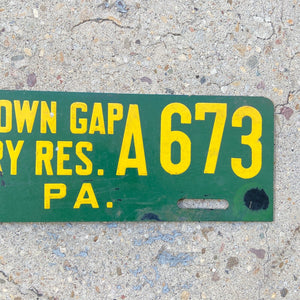 OWN GAP
RY RES. A 673
PA.